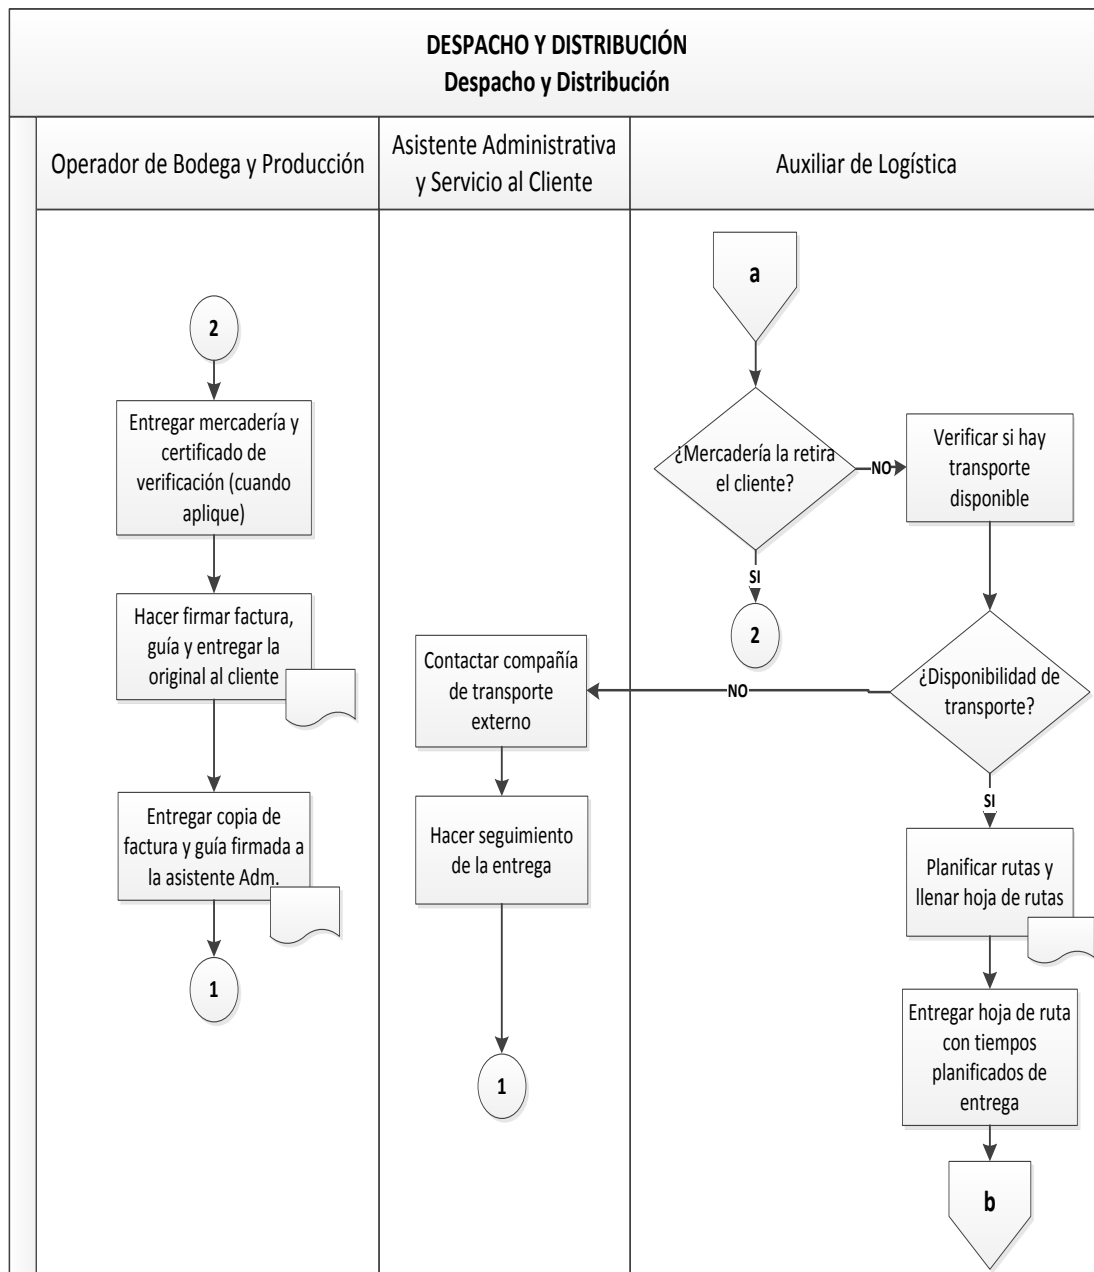 DESPACHO Y DISTRIBUCIÓN
Despacho y Distribución
Operador de Bodega y Producción
Asistente Administrativa
y Servicio al Cliente
Auxiliar de Logística
2
Entregar mercadería y
certificado de
verificación (cuando
aplique)
Hacer firmar factura,
guía y entregar la
original al cliente
Entregar copia de
factura y guía firmada a
la asistente Adm.
1
Contactar compañía
de transporte
externo
Hacer seguimiento
de la entrega
1
a
¿Mercadería la retira
el cliente?
NO
SI
2
Verificar si hay
transporte
disponible
¿Disponibilidad de
transporte?
NO
SI
Planificar rutas y
llenar hoja de rutas
Entregar hoja de ruta
con tiempos
planificados de
entrega
b